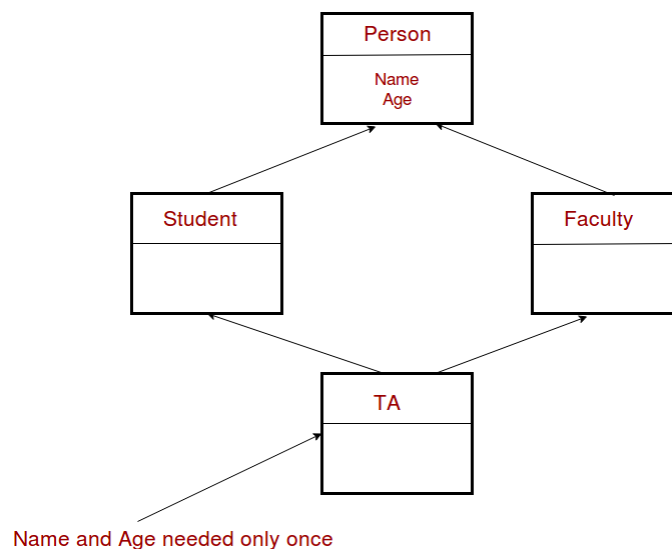 Person
Name
Age
Student
Faculty
TA
Name and Age needed only once